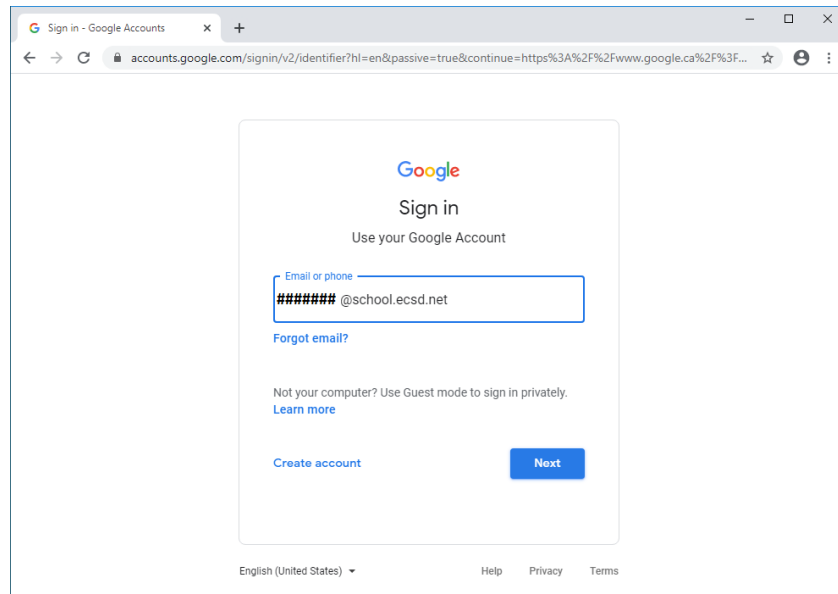 Sign in - Google Accounts
accounts.google.com/signin/v2/identifier?hl=en&passive=true&continue=https%3A%2F%2Fwww.google.ca%2F%3F...
Google
Sign in
Use your Google Account
Email or phone
####### @school.ecsd.net
Forgot email?
Not your computer? Use Guest mode to sign in privately.
Learn more
Create account
Next
English (United States)
Help Privacy Terms